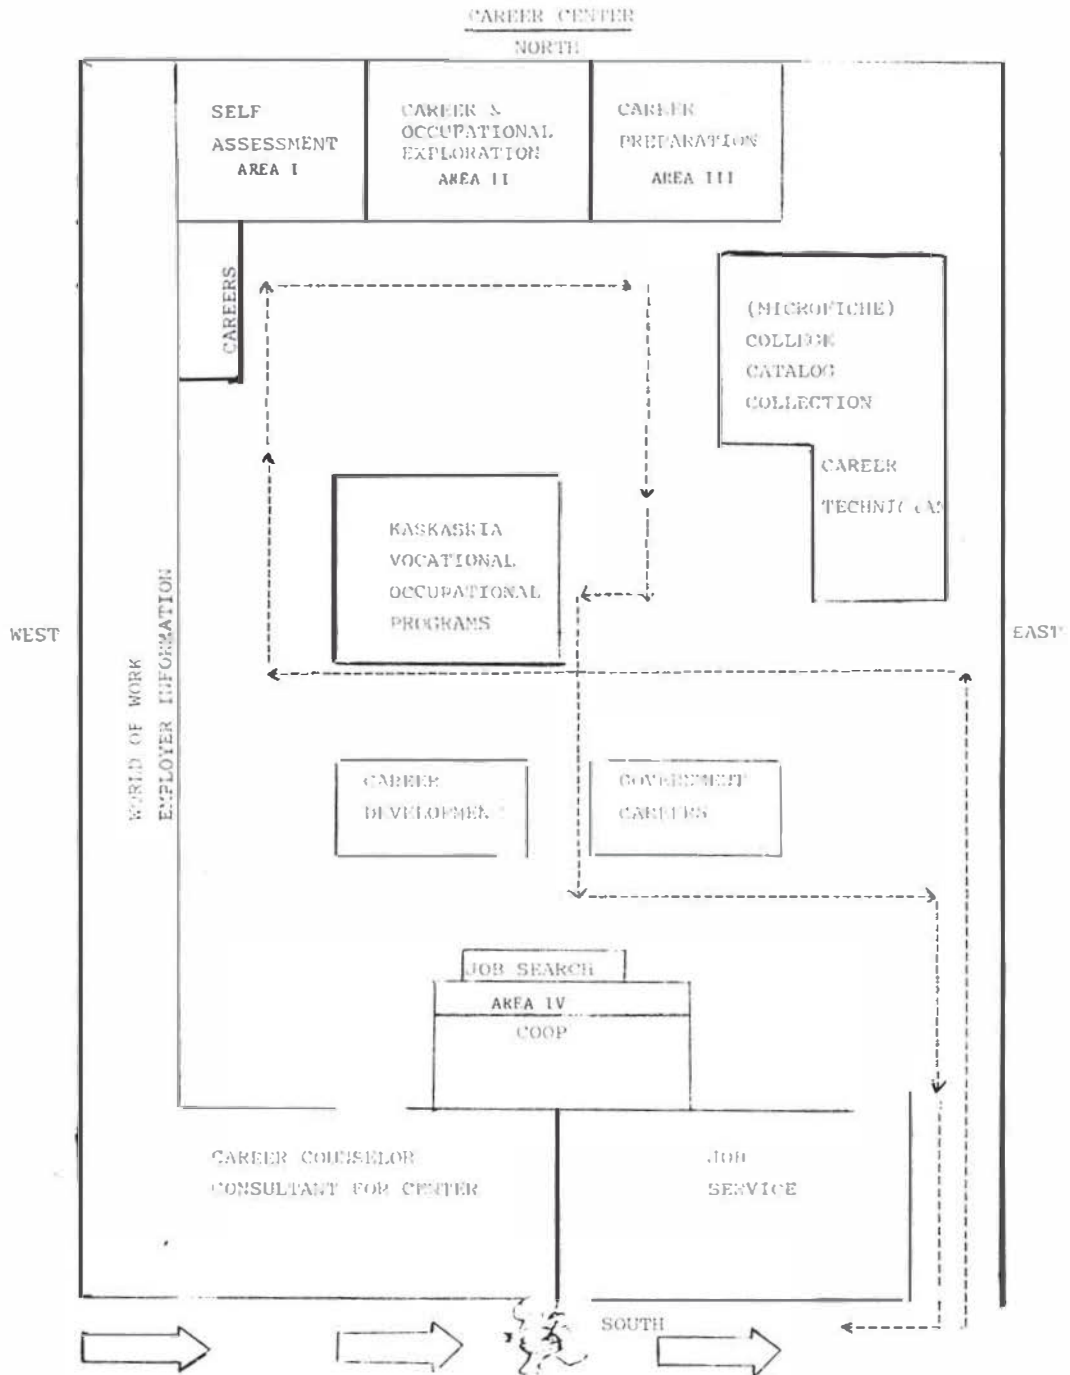 CAREER CENTER
NORTH
SELF
ASSESSMENT
AREA I
CAREER &
OCCUPATIONAL
EXPLORATION
AREA II
CAREER
PREPARATION
AREA III
CAREERS
(MICROFICHE)
COLLEGE
CATALOG
COLLECTION
CAREER
TECHNICIAN
KASKASKIA
VOCATIONAL
OCCUPATIONAL
PROGRAMS
WEST
EAST
WORLD OF WORK
EMPLOYER INFORMATION
CAREER
DEVELOPMENT
GOVERNMENT
CAREERS
JOB SEARCH
AREA IV
COOP
CAREER COUNSELOR
CONSULTANT FOR CENTER
JOB
SERVICE
SOUTH